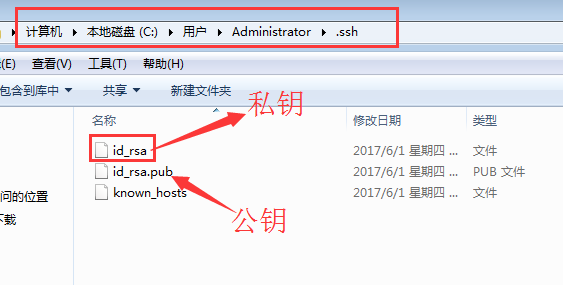 计算机 ▸ 本地磁盘 (C:) ▸ 用户 ▸ Administrator ▸ .ssh
(E) 查看(V) 工具(T) 帮助(H)
包含到库中 共享 新建文件夹
名称 修改日期 类型
私钥
id_rsa 2017/6/1 星期四 ... 文件
id_rsa.pub 2017/6/1 星期四 ... PUB 文件
问的位置 known_hosts 2017/6/1 星期四 ... 文件
下载
公钥